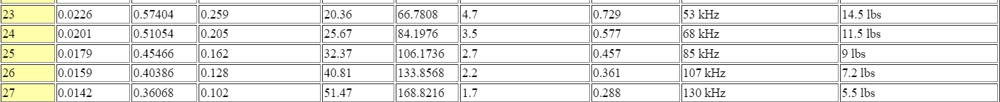 23 0.0226 0.57404 0.259 20.36 66.7808 4.7 0.729 53 kHz 14.5 lbs
24 0.0201 0.51054 0.205 25.67 84.1976 3.5 0.577 68 kHz 11.5 lbs
25 0.0179 0.45466 0.162 32.37 106.1736 2.7 0.457 85 kHz 9 lbs
26 0.0159 0.40386 0.128 40.81 133.8568 2.2 0.361 107 kHz 7.2 lbs
27 0.0142 0.36068 0.102 51.47 168.8216 1.7 0.288 130 kHz 5.5 lbs